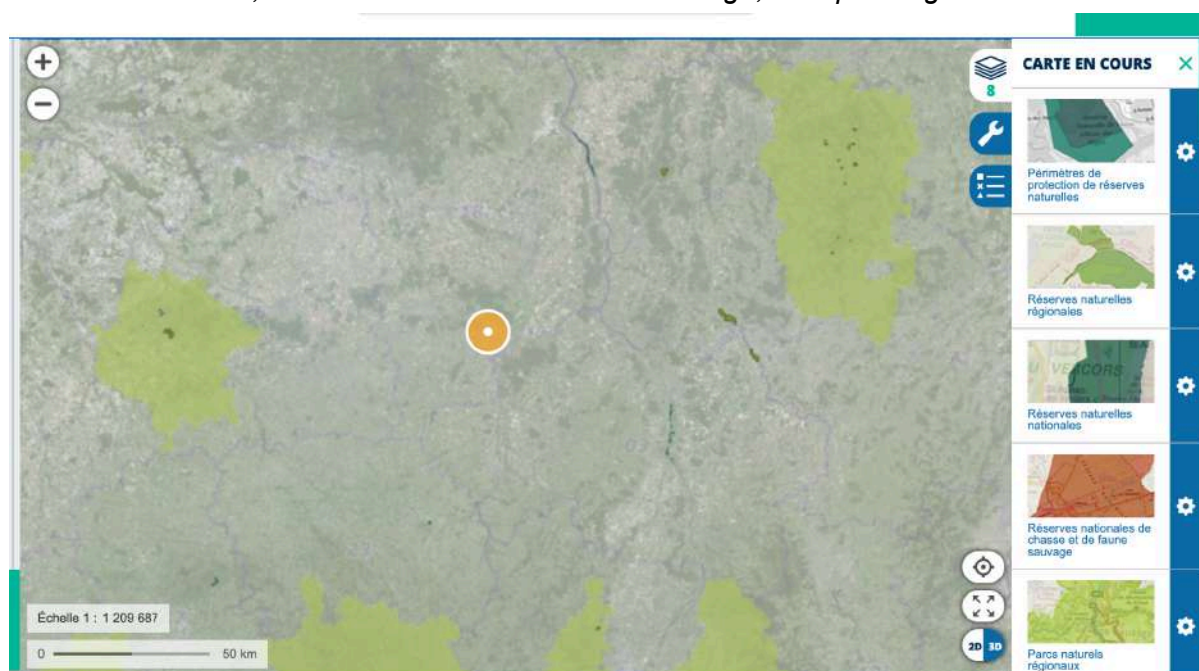 CARTE EN COURS
8
Périmètres de
protection de réserves
naturelles
Réserves naturelles
régionales
Réserves naturelles
nationales
Réserves nationales de
chasse et de faune
sauvage
Parcs naturels
régionaux
Échelle 1 : 1 209 687
0 50 km
2D 3D